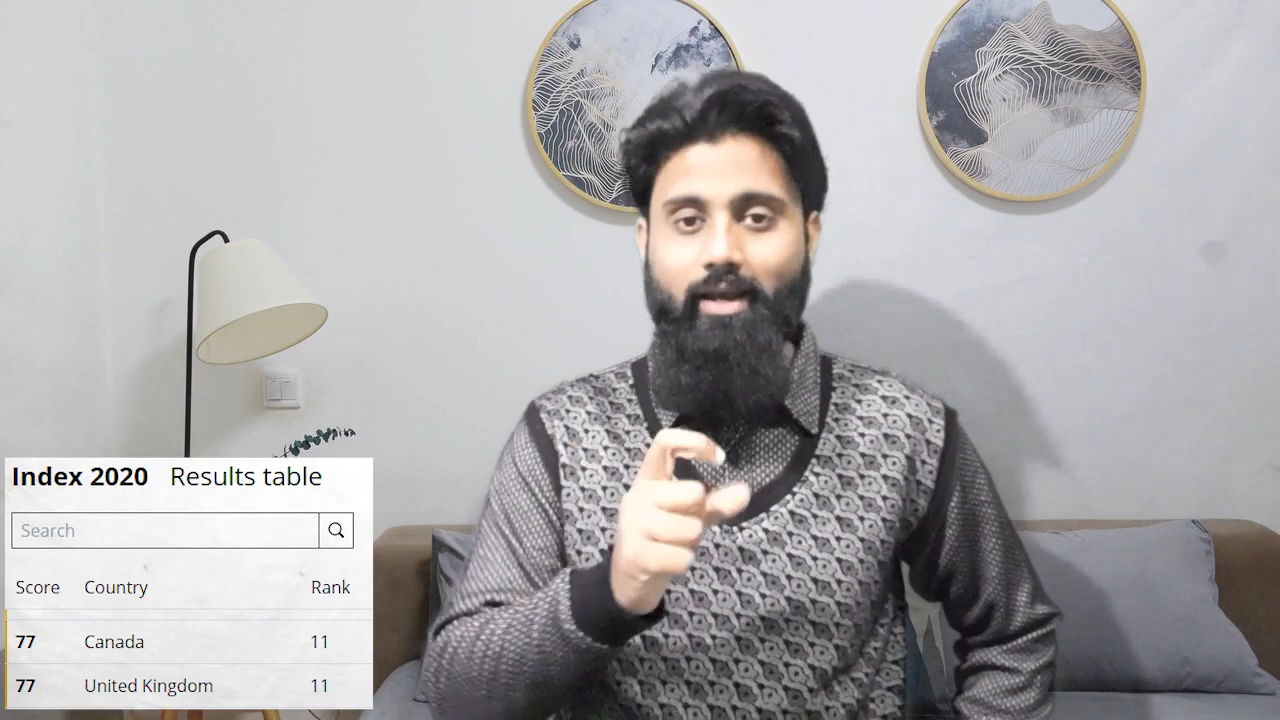 Index 2020 Results table
Search
Score Country Rank
77 Canada 11
77 United Kingdom 11